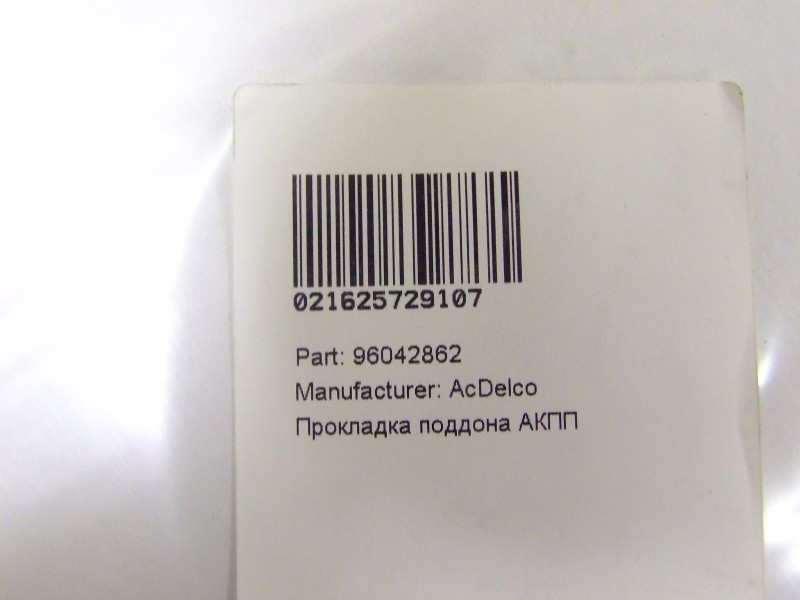 021625729107
Part: 96042862
Manufacturer: AcDelco
Прокладка поддона АКПП